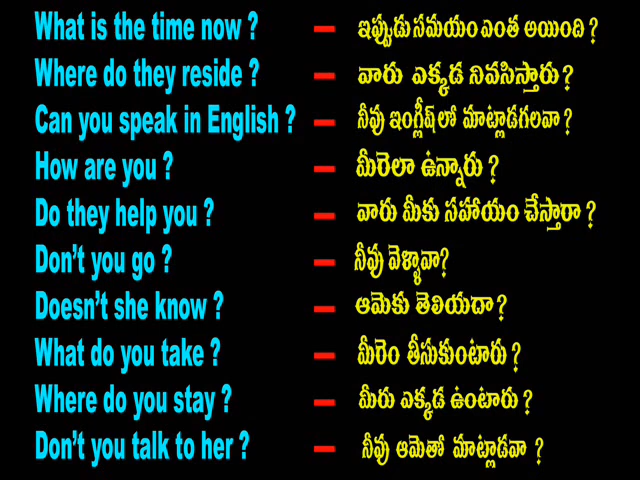 What is the time now ? – ఇప్పుడు సమయం ఎంత అయింది ?
Where do they reside ? – వారు ఎక్కడ నివసిస్తారు ?
Can you speak in English ? – నీవు ఇంగ్లీష్‌లో మాట్లాడగలవా ?
How are you ? – మీరెలా ఉన్నారు ?
Do they help you ? – వారు మీకు సహాయం చేస్తారా ?
Don't you go ? – నీవు వెళ్ళావా?
Doesn't she know ? – ఆమెకు తెలియదా ?
What do you take ? – మీరెం తీసుకుంటారు ?
Where do you stay ? – మీరు ఎక్కడ ఉంటారు ?
Don't you talk to her ? – నీవు ఆమెతో మాట్లాడవా ?